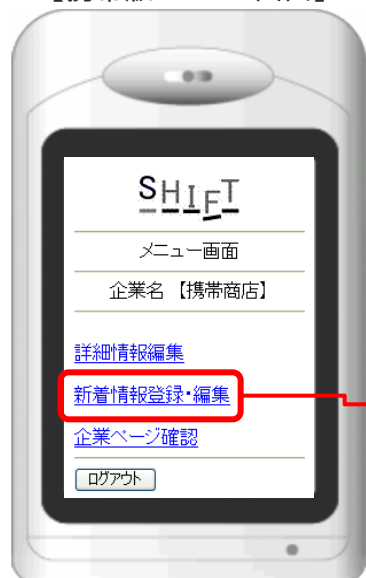 SHIFT
メニュー画面
企業名 【携帯商店】
詳細情報編集
新着情報登録・編集
企業ページ確認
ログアウト